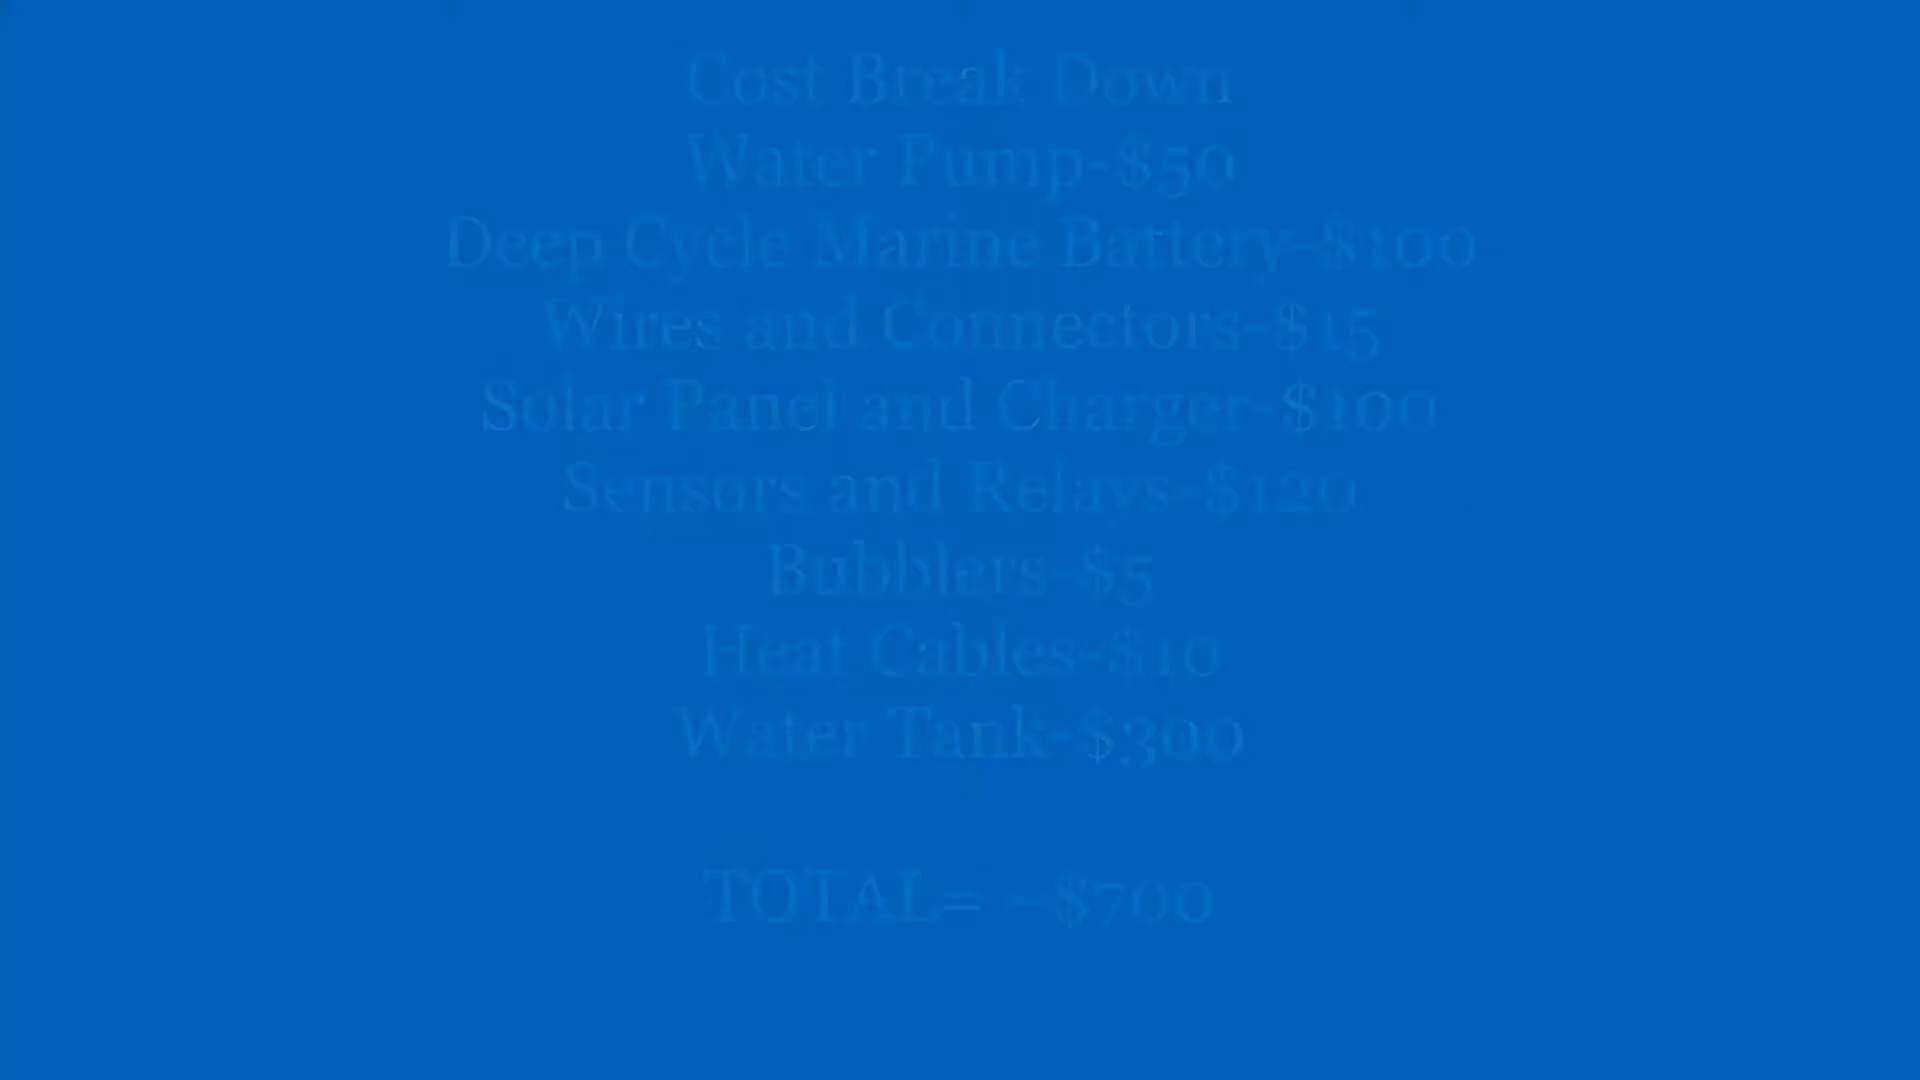 Cost Break Down
Water Pump-$50
Deep Cycle Marine Battery-$100
Wires and Connectors-$15
Solar Panel and Charger-$100
Sensors and Relays-$120
Bubblers-$5
Heat Cables-$10
Water Tank-$300
TOTAL= ~$700